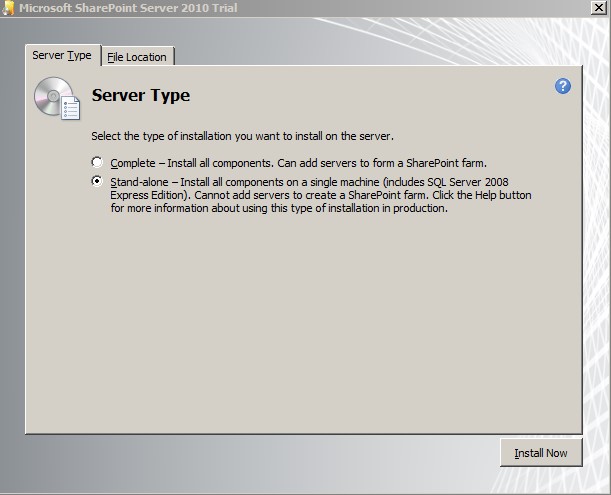 Microsoft SharePoint Server 2010 Trial
Server Type
File Location
Server Type
Select the type of installation you want to install on the server.
Complete – Install all components. Can add servers to form a SharePoint farm.
Stand-alone – Install all components on a single machine (includes SQL Server 2008
Express Edition). Cannot add servers to create a SharePoint farm. Click the Help button
for more information about using this type of installation in production.
Install Now